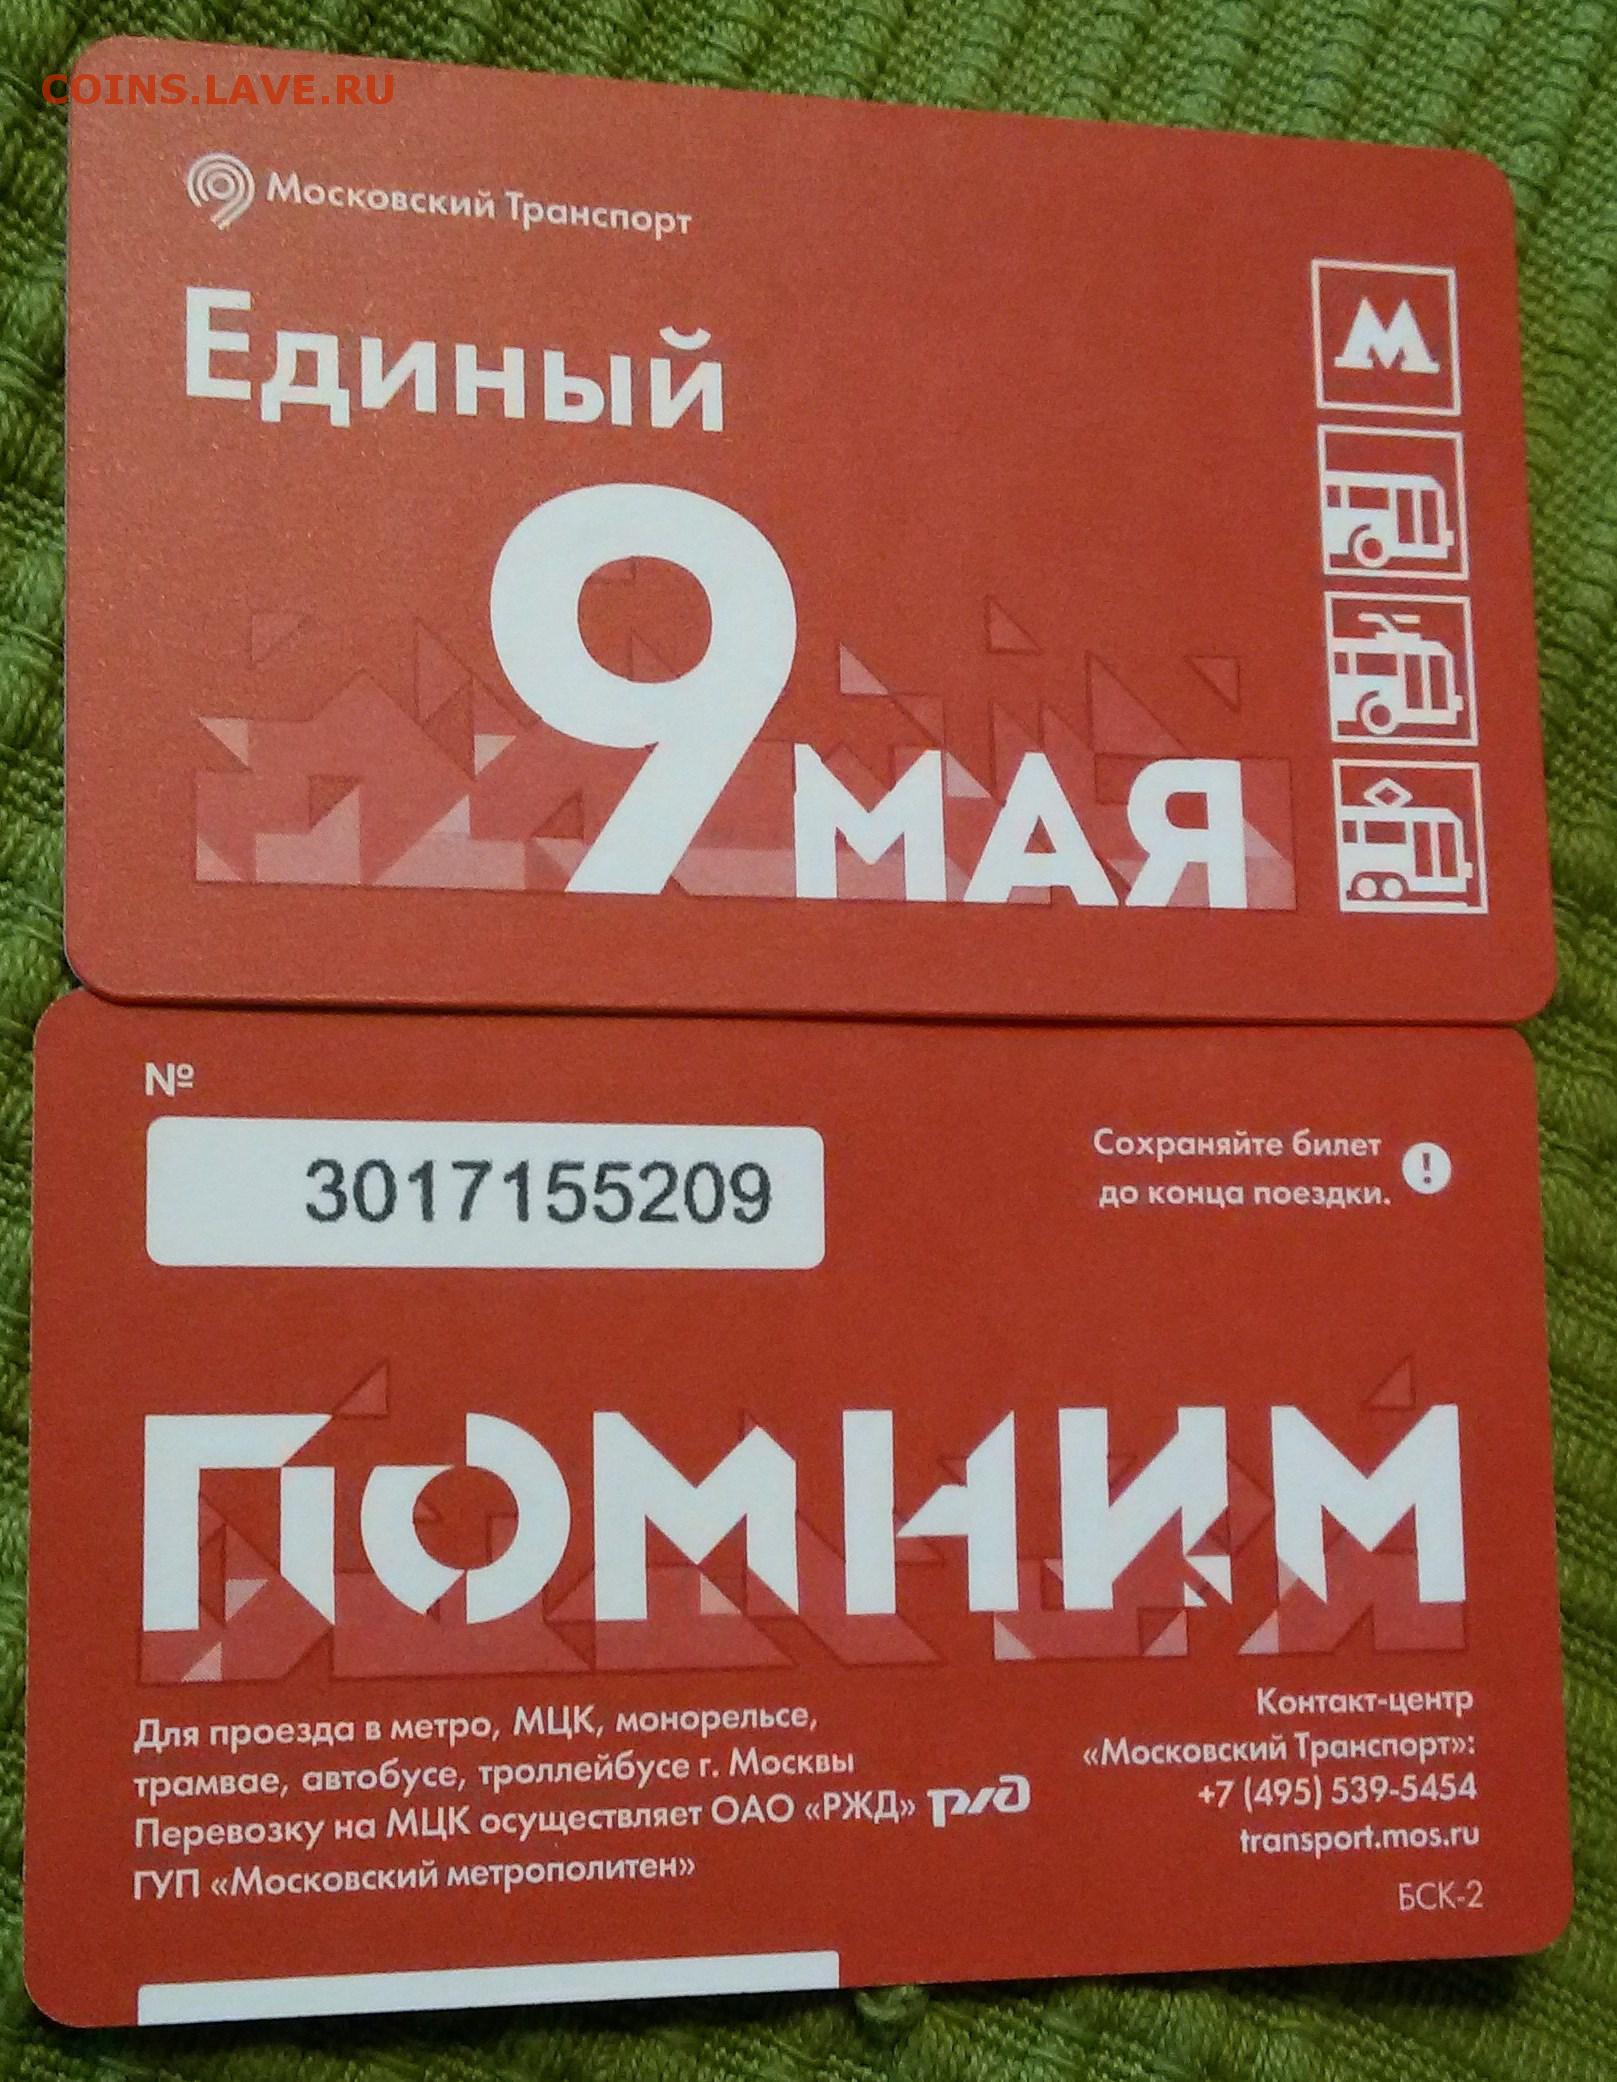 COINS.LAVE.RU
Московский Транспорт
Единый
М
9 МАЯ
№
3017155209
Сохраняйте билет
до конца поездки.
!
ПОМНИМ
Для проезда в метро, МЦК, монорельсе,
трамвае, автобусе, троллейбусе г. Москвы
Перевозку на МЦК осуществляет ОАО «РЖД» РЖД
ГУП «Московский метрополитен»
Контакт-центр
«Московский Транспорт»:
+7 (495) 539-5454
transport.mos.ru
БСК-2